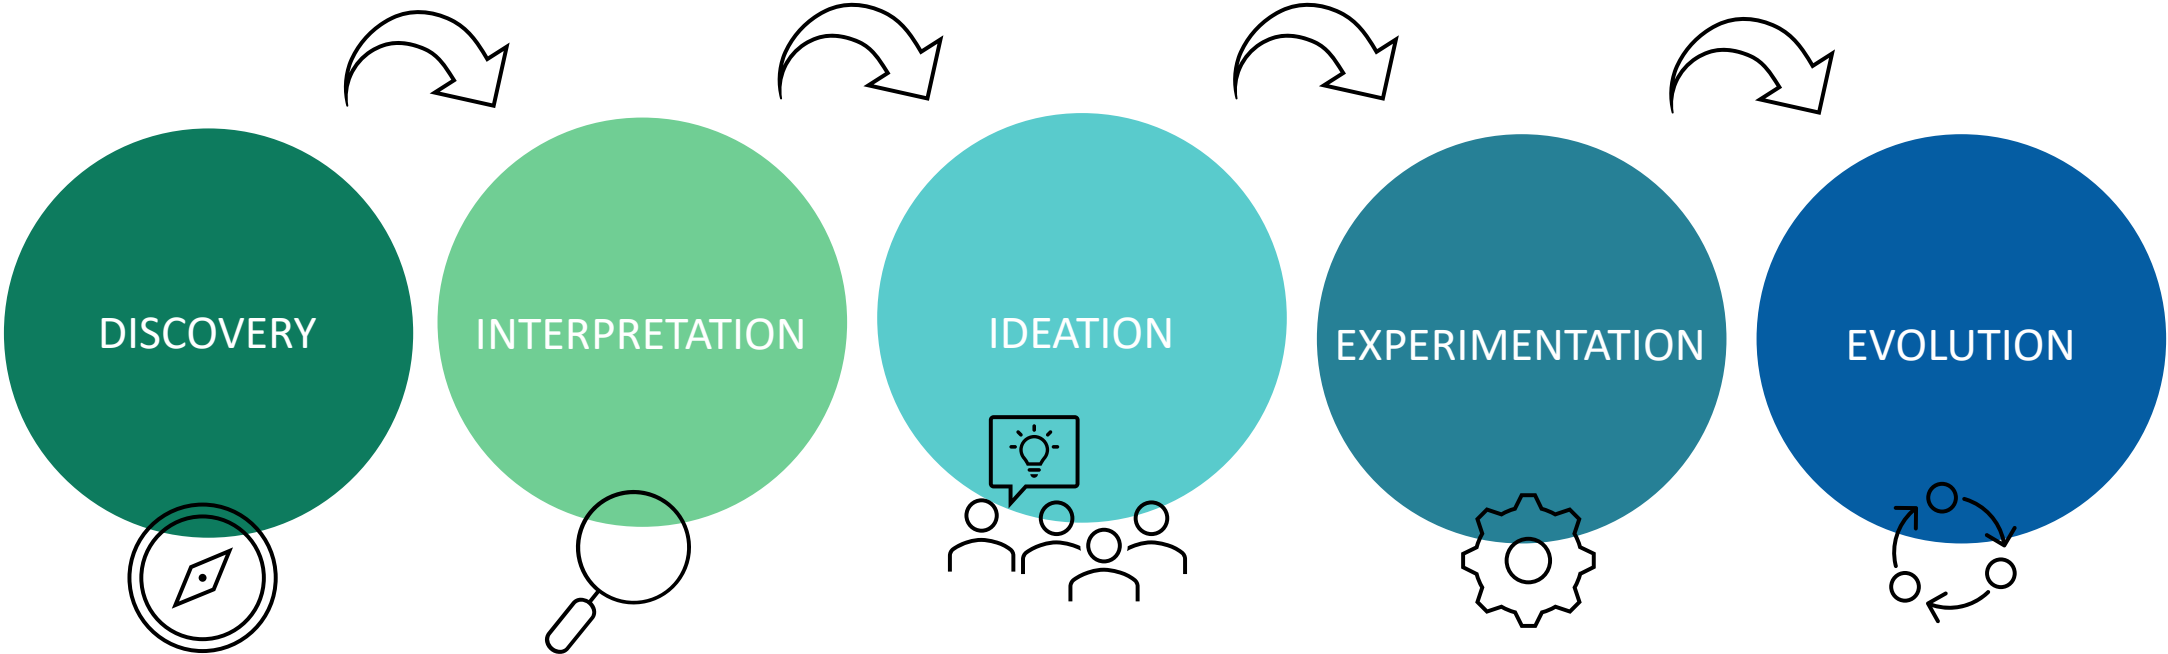 DISCOVERY
INTERPRETATION
IDEATION
EXPERIMENTATION
EVOLUTION